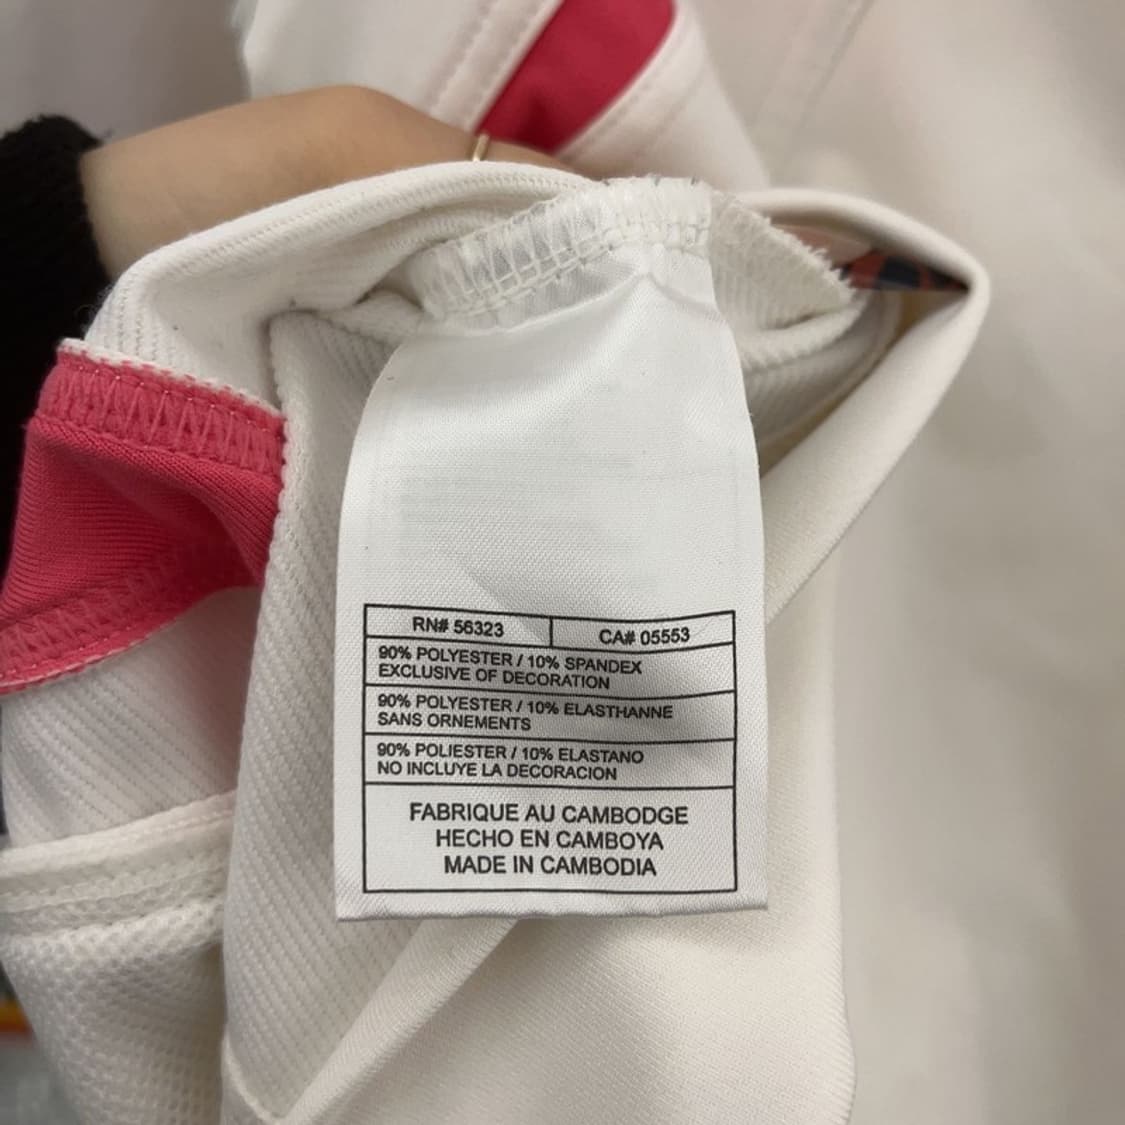 RN# 56323 CA# 05553
90% POLYESTER / 10% SPANDEX
EXCLUSIVE OF DECORATION
90% POLYESTER / 10% ELASTHANNE
SANS ORNEMENTS
90% POLIESTER / 10% ELASTANO
NO INCLUYE LA DECORACION
FABRIQUE AU CAMBODGE
HECHO EN CAMBOYA
MADE IN CAMBODIA